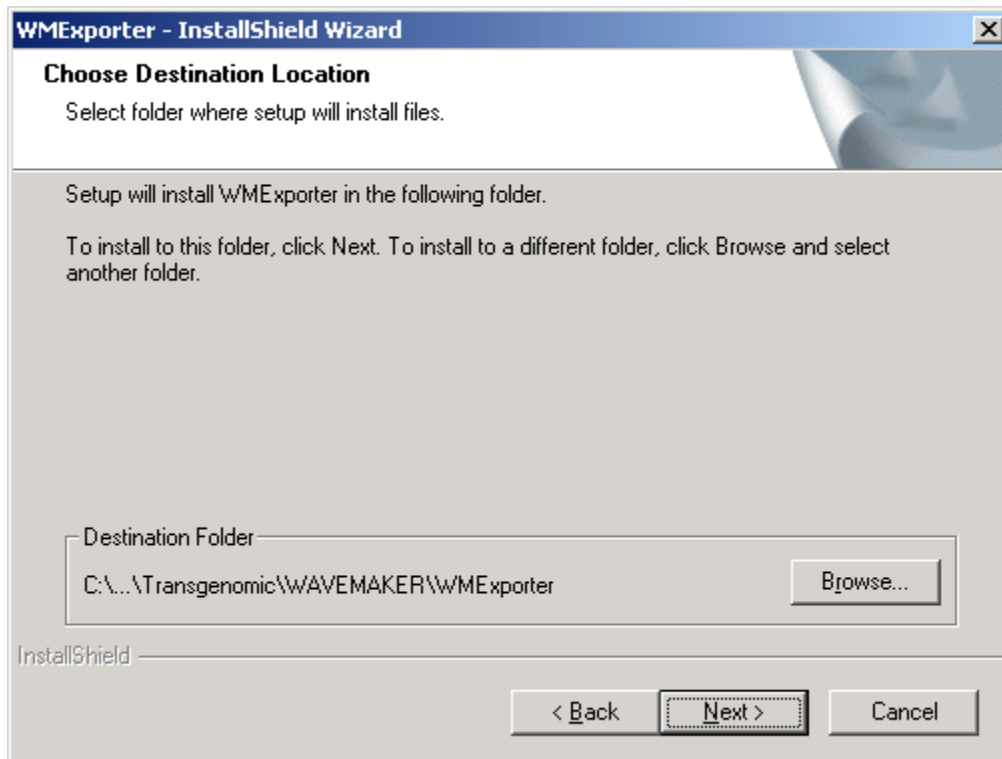 WMExporter - InstallShield Wizard
Choose Destination Location
Select folder where setup will install files.
Setup will install WMExporter in the following folder.
To install to this folder, click Next. To install to a different folder, click Browse and select
another folder.
Destination Folder
C:\...\Transgenomic\WAVEMAKER\WMExporter
Browse...
InstallShield
< Back
Next >
Cancel